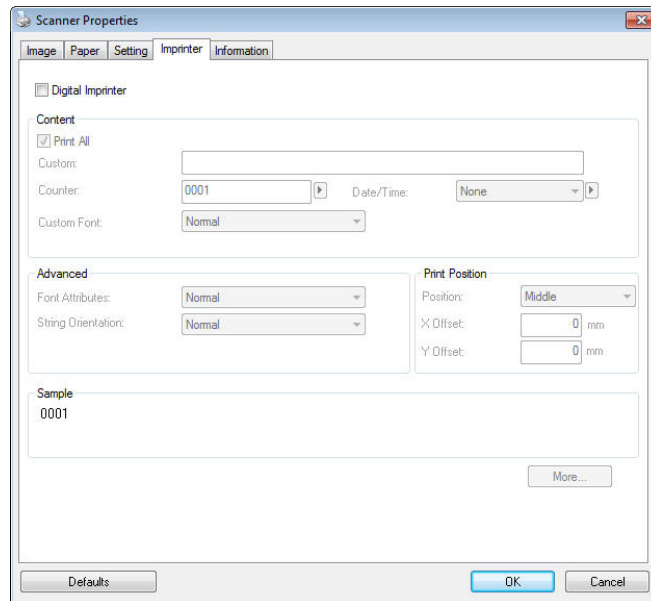 Scanner Properties
Image Paper Setting Imprinter Information
Digital Imprinter
Content
Print All
Custom:
Counter: 0001 Date/Time: None
Custom Font: Normal
Advanced
Font Attributes: Normal
String Orientation: Normal
Print Position
Position: Middle
X Offset: 0 mm
Y Offset: 0 mm
Sample
0001
More...
Defaults OK Cancel